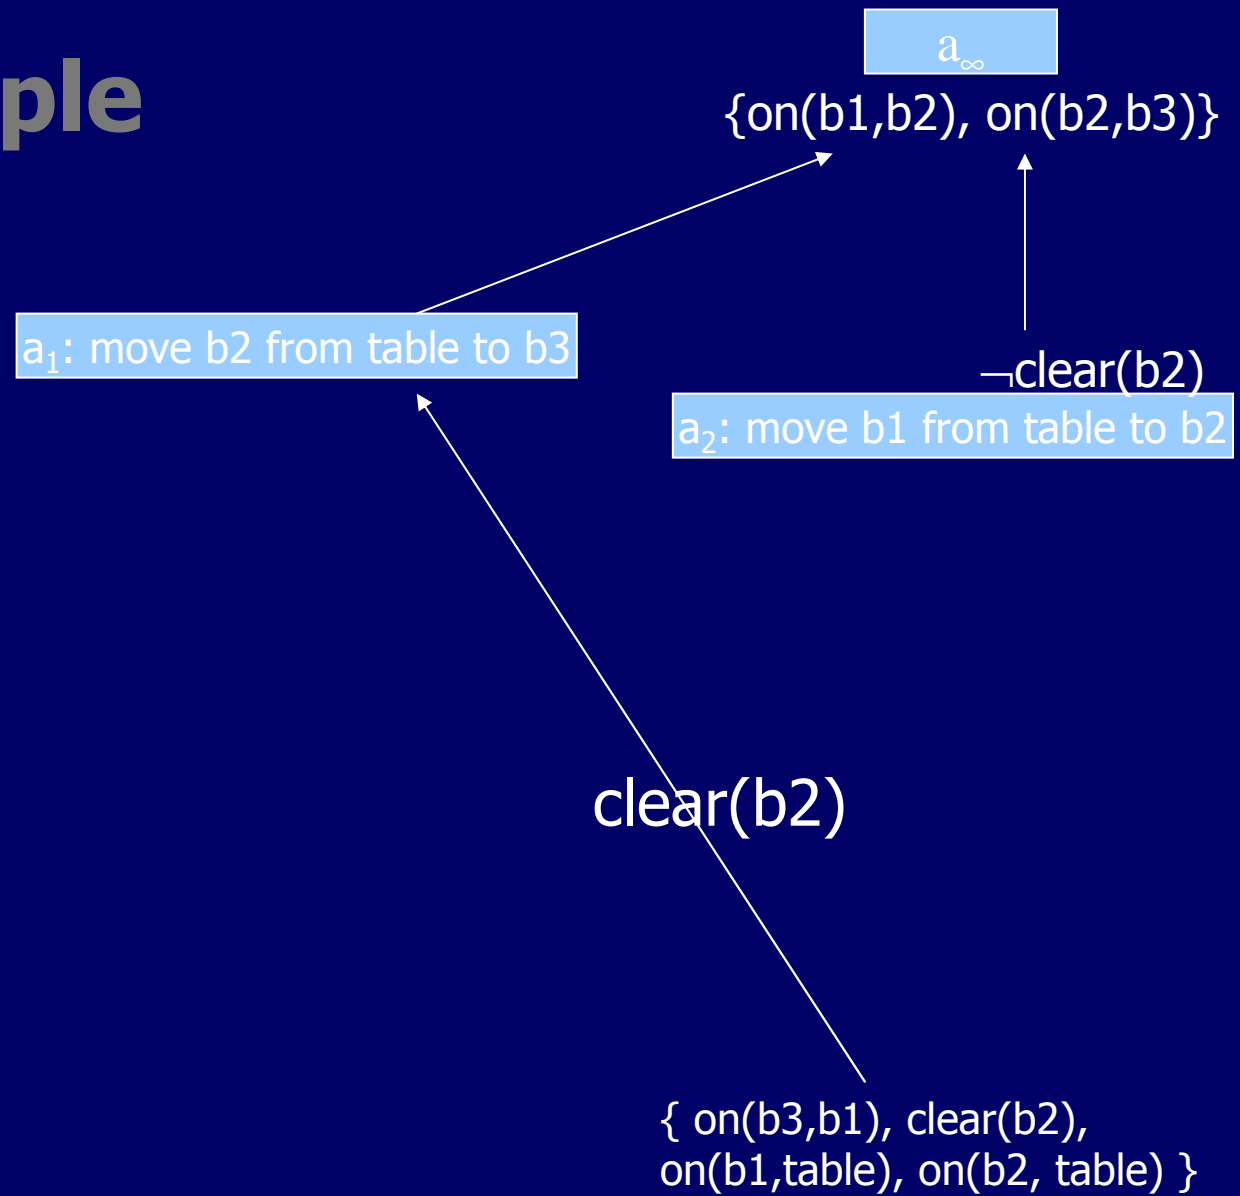 a∞
ple
{on(b1,b2), on(b2,b3)}
a₁: move b2 from table to b3
¬clear(b2)
a₂: move b1 from table to b2
clear(b2)
{ on(b3,b1), clear(b2),
on(b1,table), on(b2, table) }